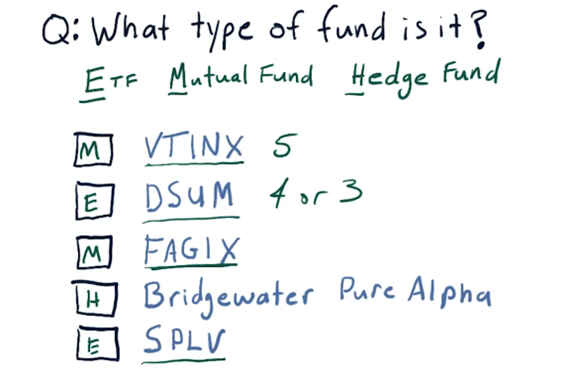 Q: What type of fund is it?
ETF Mutual Fund Hedge Fund
M VTINX 5
E DSUM 4 or 3
M FAGIX
H Bridgewater Pure Alpha
E SPLV